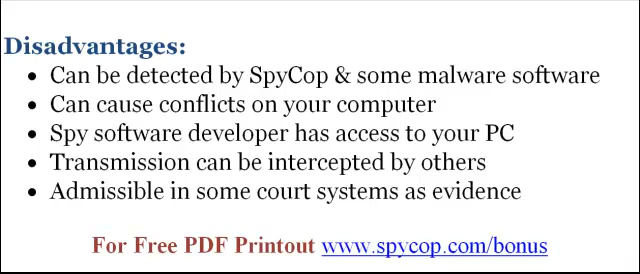 Disadvantages:
• Can be detected by SpyCop & some malware software
• Can cause conflicts on your computer
• Spy software developer has access to your PC
• Transmission can be intercepted by others
• Admissible in some court systems as evidence
For Free PDF Printout www.spycop.com/bonus